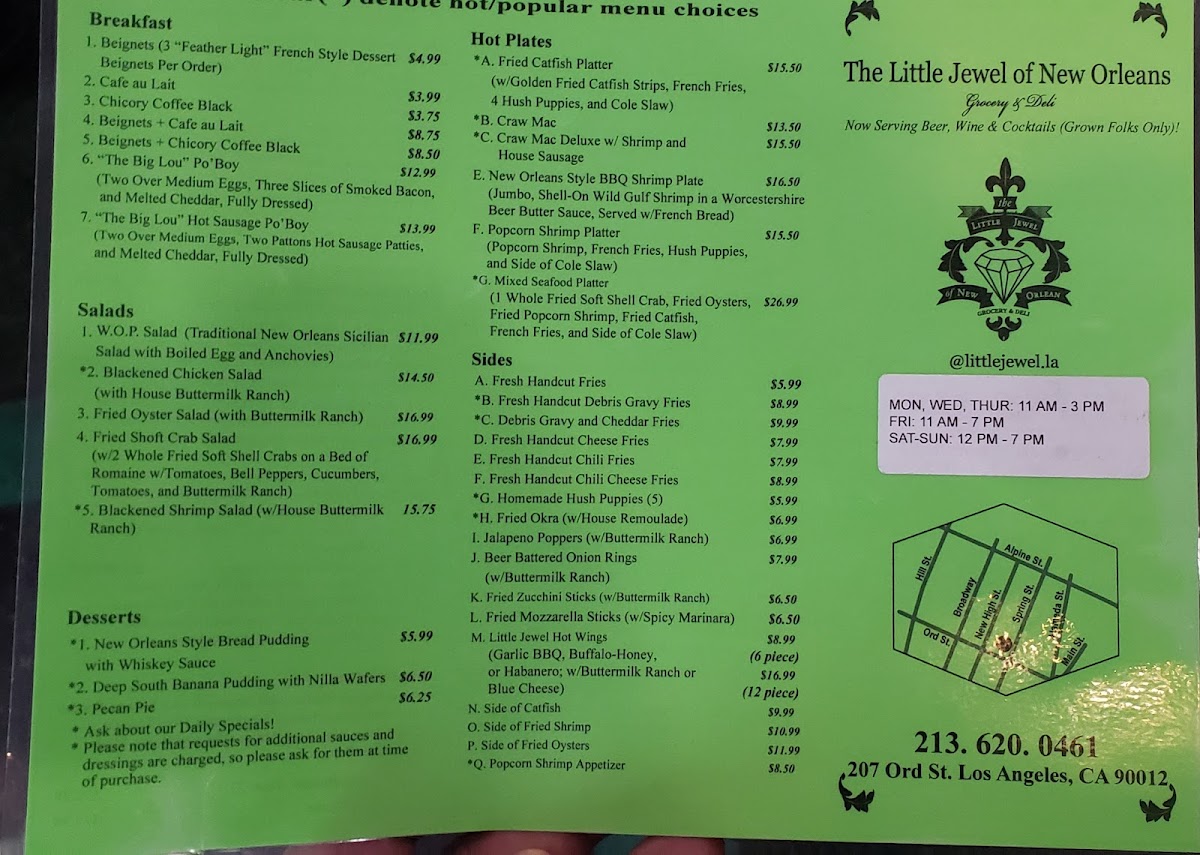 denote hot/popular menu choices
Breakfast
1. Beignets (3 “Feather Light” French Style Dessert $4.99
Beignets Per Order)
2. Cafe au Lait $3.99
3. Chicory Coffee Black $3.75
4. Beignets + Cafe au Lait $8.75
5. Beignets + Chicory Coffee Black $8.50
6. “The Big Lou” Po’Boy $12.99
(Two Over Medium Eggs, Three Slices of Smoked Bacon,
and Melted Cheddar, Fully Dressed)
7. “The Big Lou” Hot Sausage Po’Boy $13.99
(Two Over Medium Eggs, Two Pattons Hot Sausage Patties,
and Melted Cheddar, Fully Dressed)
Salads
1. W.O.P. Salad (Traditional New Orleans Sicilian $11.99
Salad with Boiled Egg and Anchovies)
*2. Blackened Chicken Salad $14.50
(with House Buttermilk Ranch)
3. Fried Oyster Salad (with Buttermilk Ranch) $16.99
4. Fried Shoft Crab Salad $16.99
(w/2 Whole Fried Soft Shell Crabs on a Bed of
Romaine w/Tomatoes, Bell Peppers, Cucumbers,
Tomatoes, and Buttermilk Ranch)
*5. Blackened Shrimp Salad (w/House Buttermilk 15.75
Ranch)
Desserts
*1. New Orleans Style Bread Pudding $5.99
with Whiskey Sauce
*2. Deep South Banana Pudding with Nilla Wafers $6.50
*3. Pecan Pie $6.25
* Ask about our Daily Specials!
* Please note that requests for additional sauces and
dressings are charged, so please ask for them at time
of purchase.
Hot Plates
*A. Fried Catfish Platter $15.50
(w/Golden Fried Catfish Strips, French Fries,
4 Hush Puppies, and Cole Slaw)
*B. Craw Mac $13.50
*C. Craw Mac Deluxe w/ Shrimp and $15.50
House Sausage
E. New Orleans Style BBQ Shrimp Plate $16.50
(Jumbo, Shell-On Wild Gulf Shrimp in a Worcestershire
Beer Butter Sauce, Served w/French Bread)
F. Popcorn Shrimp Platter $15.50
(Popcorn Shrimp, French Fries, Hush Puppies,
and Side of Cole Slaw)
*G. Mixed Seafood Platter
(1 Whole Fried Soft Shell Crab, Fried Oysters, $26.99
Fried Popcorn Shrimp, Fried Catfish,
French Fries, and Side of Cole Slaw)
Sides
A. Fresh Handcut Fries $5.99
*B. Fresh Handcut Debris Gravy Fries $8.99
*C. Debris Gravy and Cheddar Fries $9.99
D. Fresh Handcut Cheese Fries $7.99
E. Fresh Handcut Chili Fries $7.99
F. Fresh Handcut Chili Cheese Fries $8.99
*G. Homemade Hush Puppies (5) $5.99
*H. Fried Okra (w/House Remoulade) $6.99
I. Jalapeno Poppers (w/Buttermilk Ranch) $6.99
J. Beer Battered Onion Rings $7.99
(w/Buttermilk Ranch)
K. Fried Zucchini Sticks (w/Buttermilk Ranch) $6.50
L. Fried Mozzarella Sticks (w/Spicy Marinara) $6.50
M. Little Jewel Hot Wings $8.99
(Garlic BBQ, Buffalo-Honey, (6 piece)
or Habanero; w/Buttermilk Ranch or $16.99
Blue Cheese) (12 piece)
N. Side of Catfish $9.99
O. Side of Fried Shrimp $10.99
P. Side of Fried Oysters $11.99
*Q. Popcorn Shrimp Appetizer $8.50
The Little Jewel of New Orleans
Grocery & Deli
Now Serving Beer, Wine & Cocktails (Grown Folks Only)!
the
LITTLE JEWEL
of NEW ORLEAN
GROCERY & DELI
@littlejewel.la
MON, WED, THUR: 11 AM - 3 PM
FRI: 11 AM - 7 PM
SAT-SUN: 12 PM - 7 PM
Hill St.
Alpine St.
Broadway
New High St.
Spring St.
Ord St.
Main St.
213. 620. 0461
207 Ord St. Los Angeles, CA 90012